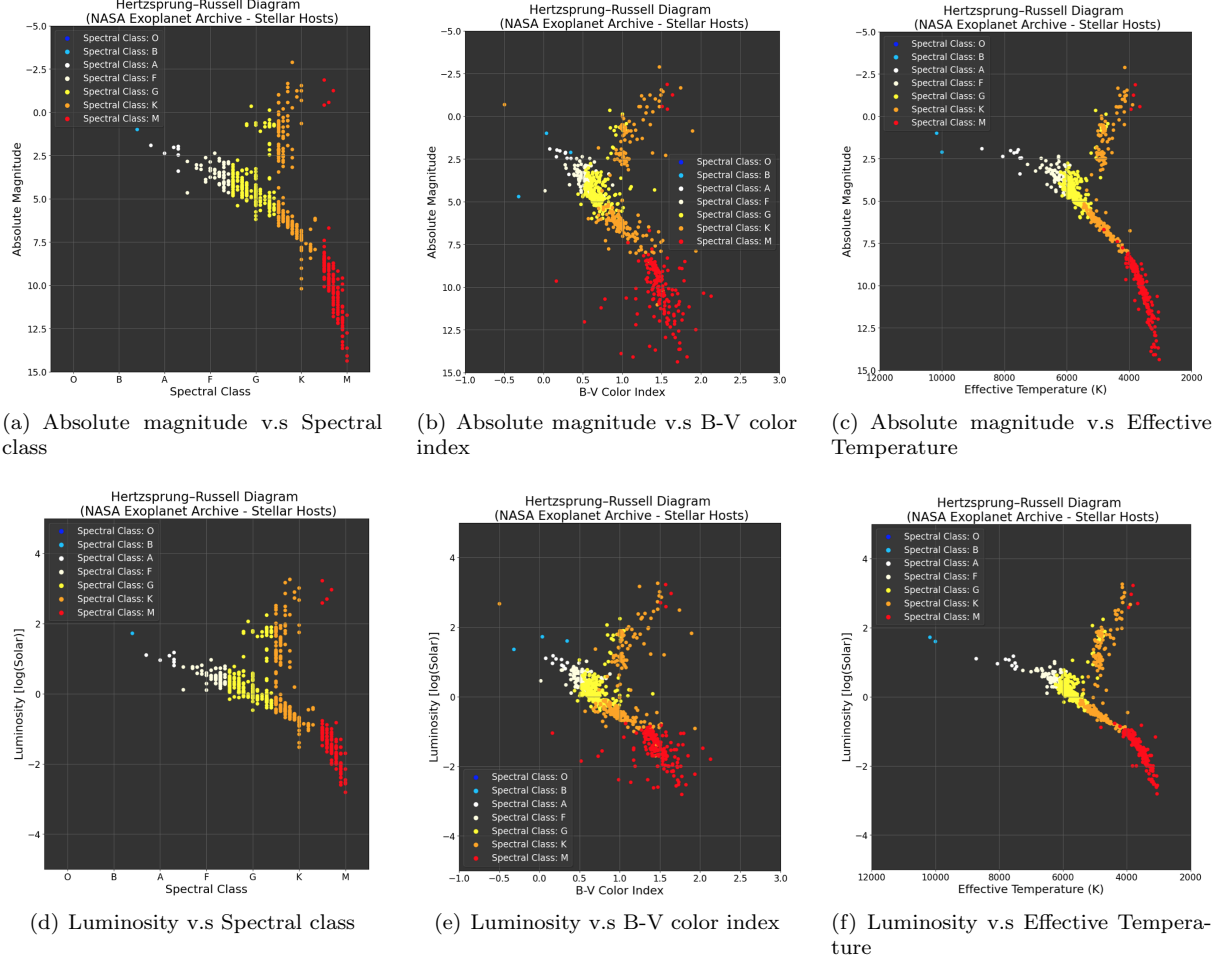 Hertzsprung–Russell Diagram
(NASA Exoplanet Archive - Stellar Hosts)
−5.0
−2.5
0.0
2.5
5.0
7.5
10.0
12.5
15.0
Absolute Magnitude
Spectral Class: O
Spectral Class: B
Spectral Class: A
Spectral Class: F
Spectral Class: G
Spectral Class: K
Spectral Class: M
O B A F G K M
Spectral Class
(a) Absolute magnitude v.s Spectral
class
Hertzsprung–Russell Diagram
(NASA Exoplanet Archive - Stellar Hosts)
−5.0
−2.5
0.0
2.5
5.0
7.5
10.0
12.5
15.0
Absolute Magnitude
Spectral Class: O
Spectral Class: B
Spectral Class: A
Spectral Class: F
Spectral Class: G
Spectral Class: K
Spectral Class: M
−1.0 −0.5 0.0 0.5 1.0 1.5 2.0 2.5 3.0
B-V Color Index
(b) Absolute magnitude v.s B-V color
index
Hertzsprung–Russell Diagram
(NASA Exoplanet Archive - Stellar Hosts)
−5.0
−2.5
0.0
2.5
5.0
7.5
10.0
12.5
15.0
Absolute Magnitude
Spectral Class: O
Spectral Class: B
Spectral Class: A
Spectral Class: F
Spectral Class: G
Spectral Class: K
Spectral Class: M
12000 10000 8000 6000 4000 2000
Effective Temperature (K)
(c) Absolute magnitude v.s Effective
Temperature
Hertzsprung–Russell Diagram
(NASA Exoplanet Archive - Stellar Hosts)
4
2
0
−2
−4
Luminosity [log(Solar)]
Spectral Class: O
Spectral Class: B
Spectral Class: A
Spectral Class: F
Spectral Class: G
Spectral Class: K
Spectral Class: M
O B A F G K M
Spectral Class
(d) Luminosity v.s Spectral class
Hertzsprung–Russell Diagram
(NASA Exoplanet Archive - Stellar Hosts)
4
2
0
−2
−4
Luminosity [log(Solar)]
Spectral Class: O
Spectral Class: B
Spectral Class: A
Spectral Class: F
Spectral Class: G
Spectral Class: K
Spectral Class: M
−1.0 −0.5 0.0 0.5 1.0 1.5 2.0 2.5 3.0
B-V Color Index
(e) Luminosity v.s B-V color index
Hertzsprung–Russell Diagram
(NASA Exoplanet Archive - Stellar Hosts)
4
2
0
−2
−4
Luminosity [log(Solar)]
Spectral Class: O
Spectral Class: B
Spectral Class: A
Spectral Class: F
Spectral Class: G
Spectral Class: K
Spectral Class: M
12000 10000 8000 6000 4000 2000
Effective Temperature (K)
(f) Luminosity v.s Effective Tempera-
ture